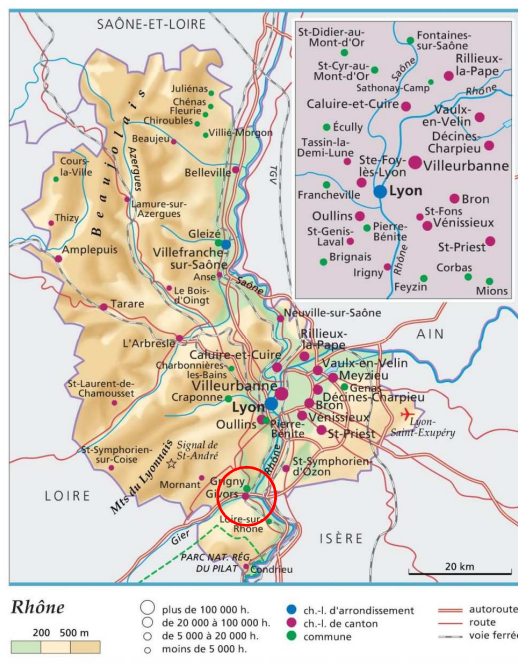 SAÔNE-ET-LOIRE
Juliénas
Chénas
Fleurie
Chiroubles
Villié-Morgon
Beaujeu
Beaujolais
Azergues
Cours-
la-Ville
Belleville
TGV
Thizy
Lamure-sur-
Azergues
Gleizé
Amplepuis
Villefranche-
sur-Saône
Anse
Saône
Le Bois-
d'Oingt
Tarare
Neuville-sur-Saône
AIN
L'Arbresle
Rillieux-
la-Pape
Caluire-et-Cuire
Charbonnières-
les-Bains
Vaulx-en-Velin
Meyzieu
Villeurbanne
Genas
St-Laurent-de-
Chamousset
Craponne
Décines-Charpieu
Lyon
Bron
Oullins
Pierre-
Bénite
Vénissieux
St-Priest
Lyon-
Saint-Exupéry
St-Symphorien-
sur-Coise
Signal de
St-André
Mts du Lyonnais
Rhône
St-Symphorien-
d'Ozon
Mornant
LOIRE
Grigny
Givors
Loire-sur-
Rhône
ISÈRE
Gier
PARC NAT. RÉG.
DU PILAT
Condrieu
20 km
St-Didier-au-
Mont-d'Or
Fontaines-
sur-Saône
St-Cyr-au-
Mont-d'Or
Saône
Rillieux-
la-Pape
Sathonay-Camp
Rhône
Caluire-et-Cuire
Vaulx-
en-Velin
Écully
Décines-
Charpieu
Tassin-la-
Demi-Lune
Ste-Foy-
lès-Lyon
Villeurbanne
Francheville
Lyon
Bron
Oullins
St-Fons
Pierre-
Bénite
Vénissieux
St-Genis-
Laval
St-Priest
Brignais
Irigny
Rhône
Corbas
Feyzin
Mions
Rhône
200 500 m
plus de 100 000 h.
de 20 000 à 100 000 h.
de 5 000 à 20 000 h.
moins de 5 000 h.
ch.-l. d'arrondissement
ch.-l. de canton
commune
autoroute
route
voie ferrée